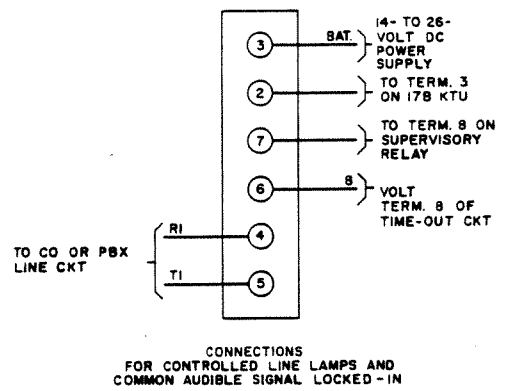 3 BAT. 14- TO 26-
VOLT DC
POWER
SUPPLY
2 TO TERM. 3
ON 17B KTU
7 TO TERM. 8 ON
SUPERVISORY
RELAY
6 8 VOLT
TERM. 8 OF
TIME-OUT CKT
R1 4
TO CO OR PBX
LINE CKT
T1 5
CONNECTIONS
FOR CONTROLLED LINE LAMPS AND
COMMON AUDIBLE SIGNAL LOCKED-IN